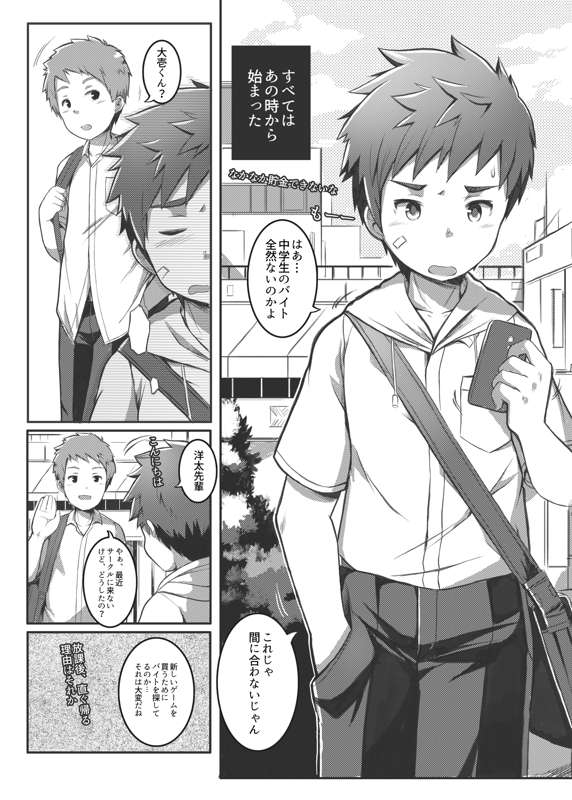 すべては
あの時から
始まった
なかなか貯金できないな
もーー
はぁ…
中学生のバイト
全然ないのかよ
これじゃ
間に合わないじゃん
大壱くん？
洋太先輩
こんにちは
やぁ、最近
サークルに来ない
けど、どうしたの？
新しいゲームを
買うために
バイトを探して
るのか…
それは大変だね
放課後、直ぐ帰る
理由はそれか